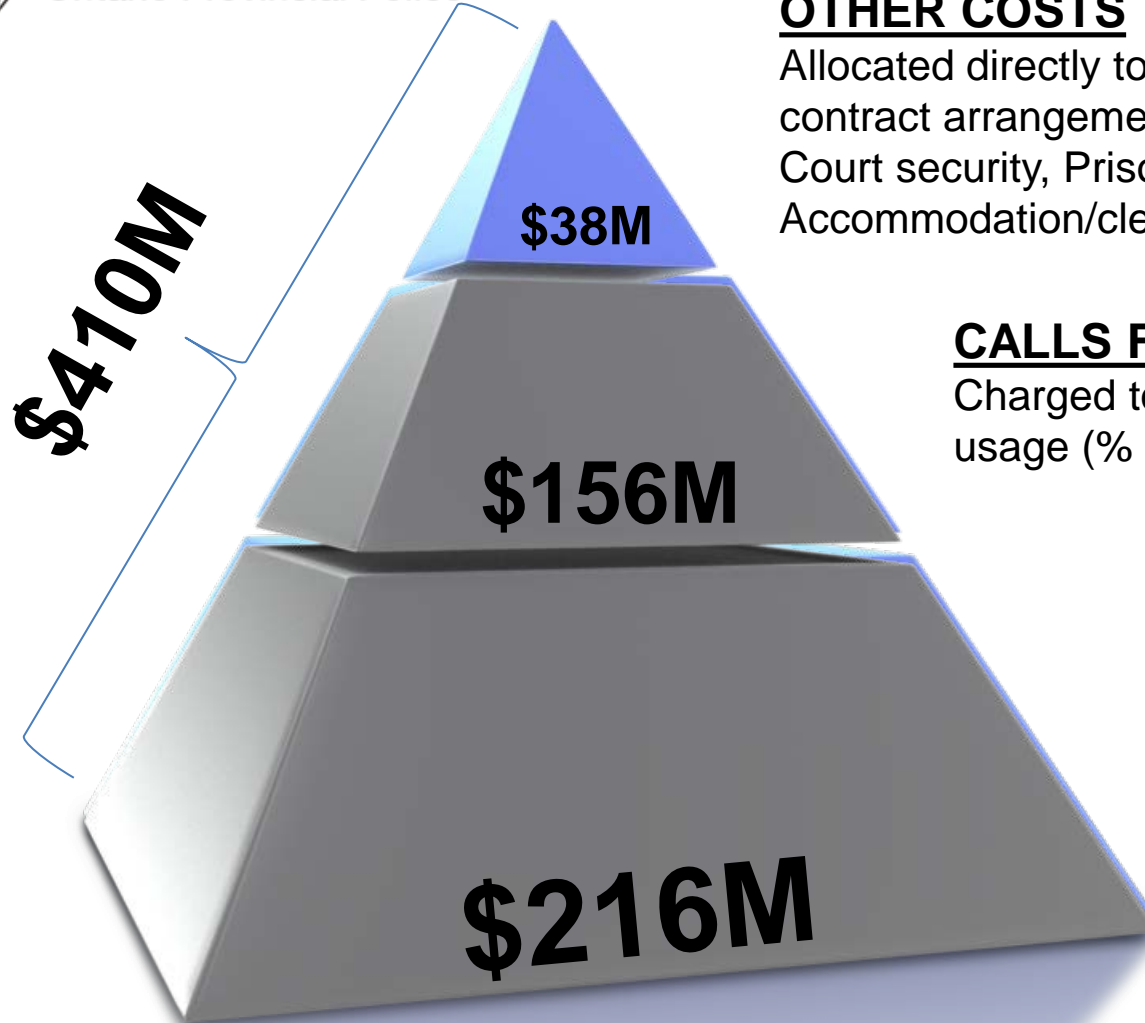 OTHER COSTS
Allocated directly to
contract arrangeme
Court security, Priso
Accommodation/cle
$38M
$410M
CALLS F
Charged to
usage (%
$156M
$216M